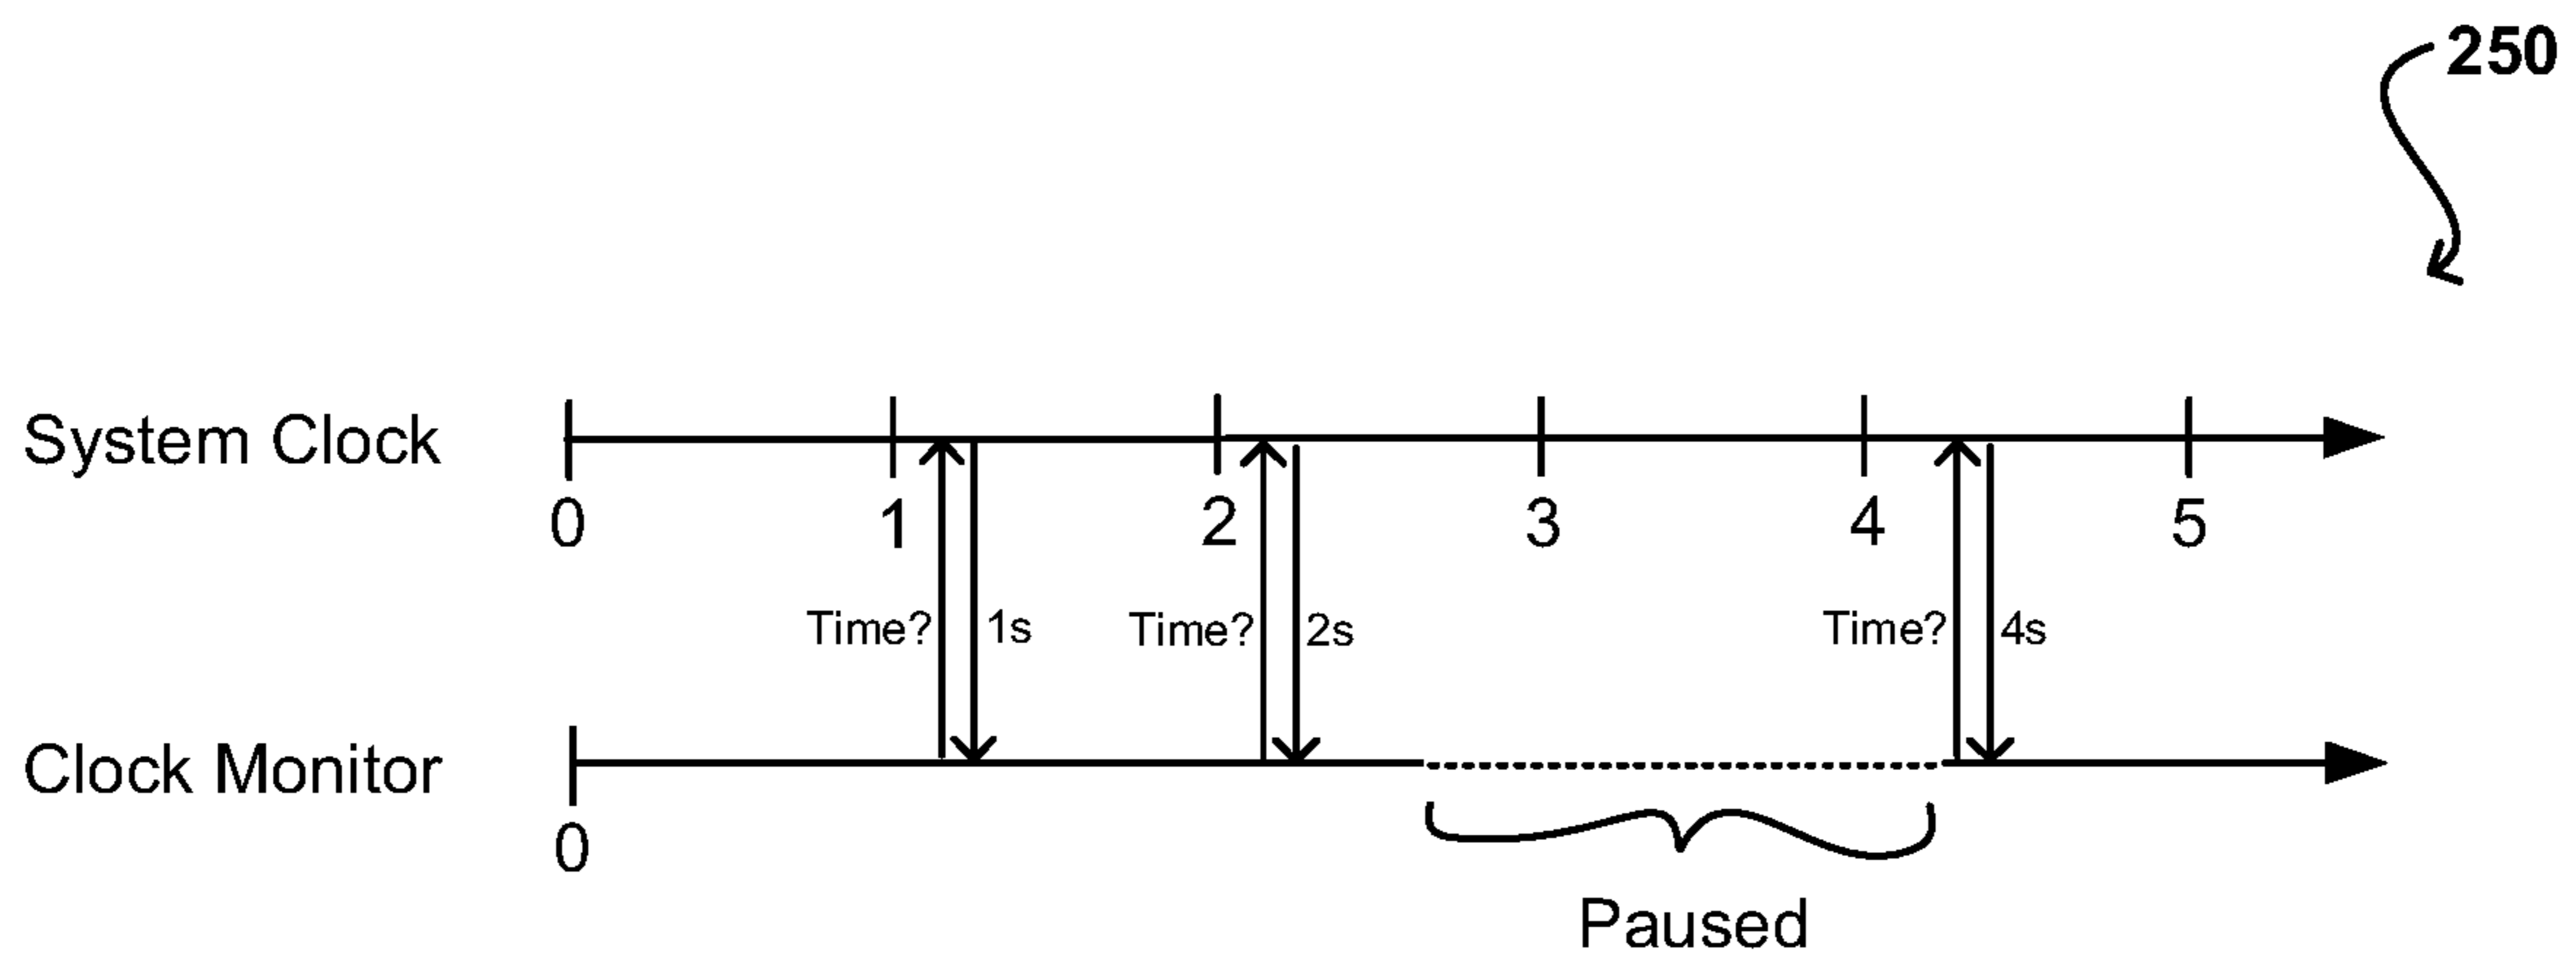 250
System Clock
0 1 2 3 4 5
Time? 1s Time? 2s Time? 4s
Clock Monitor
0
Paused